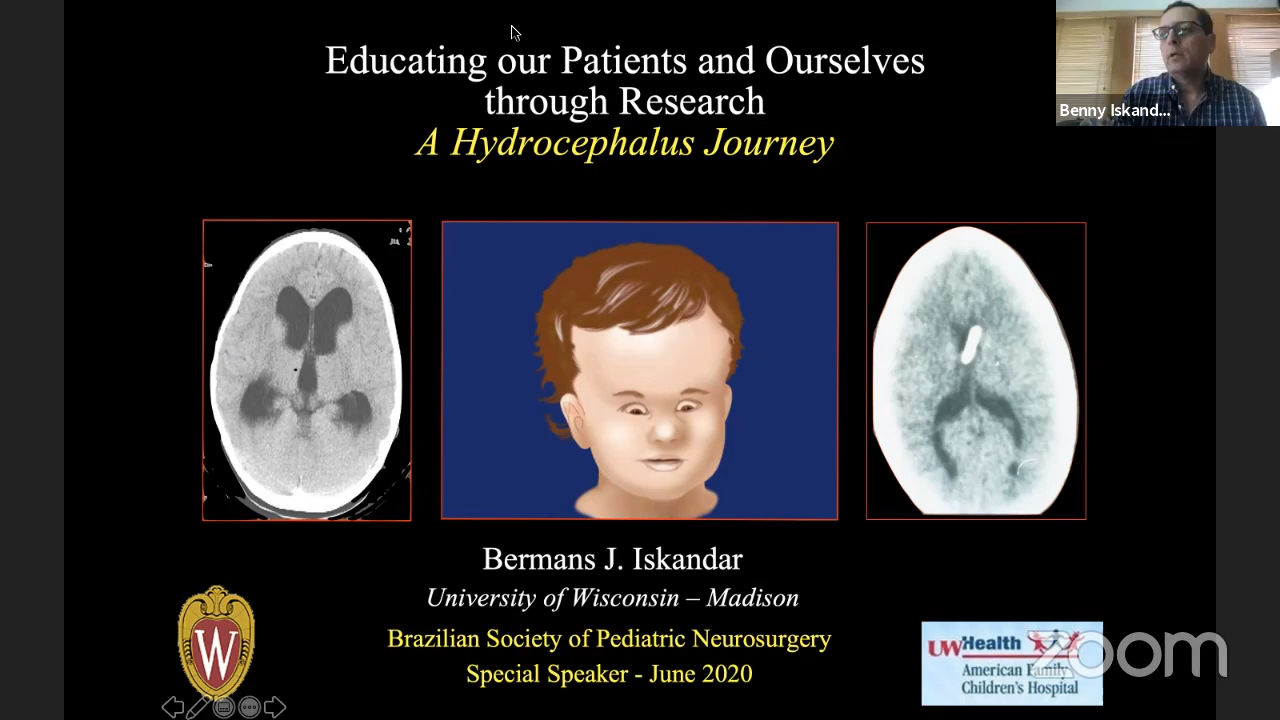 Educating our Patients and Ourselves
through Research
A Hydrocephalus Journey
Benny Iskand...
Bermans J. Iskandar
University of Wisconsin – Madison
Brazilian Society of Pediatric Neurosurgery
Special Speaker - June 2020
W
UWHealth
American Family
Children's Hospital
zoom